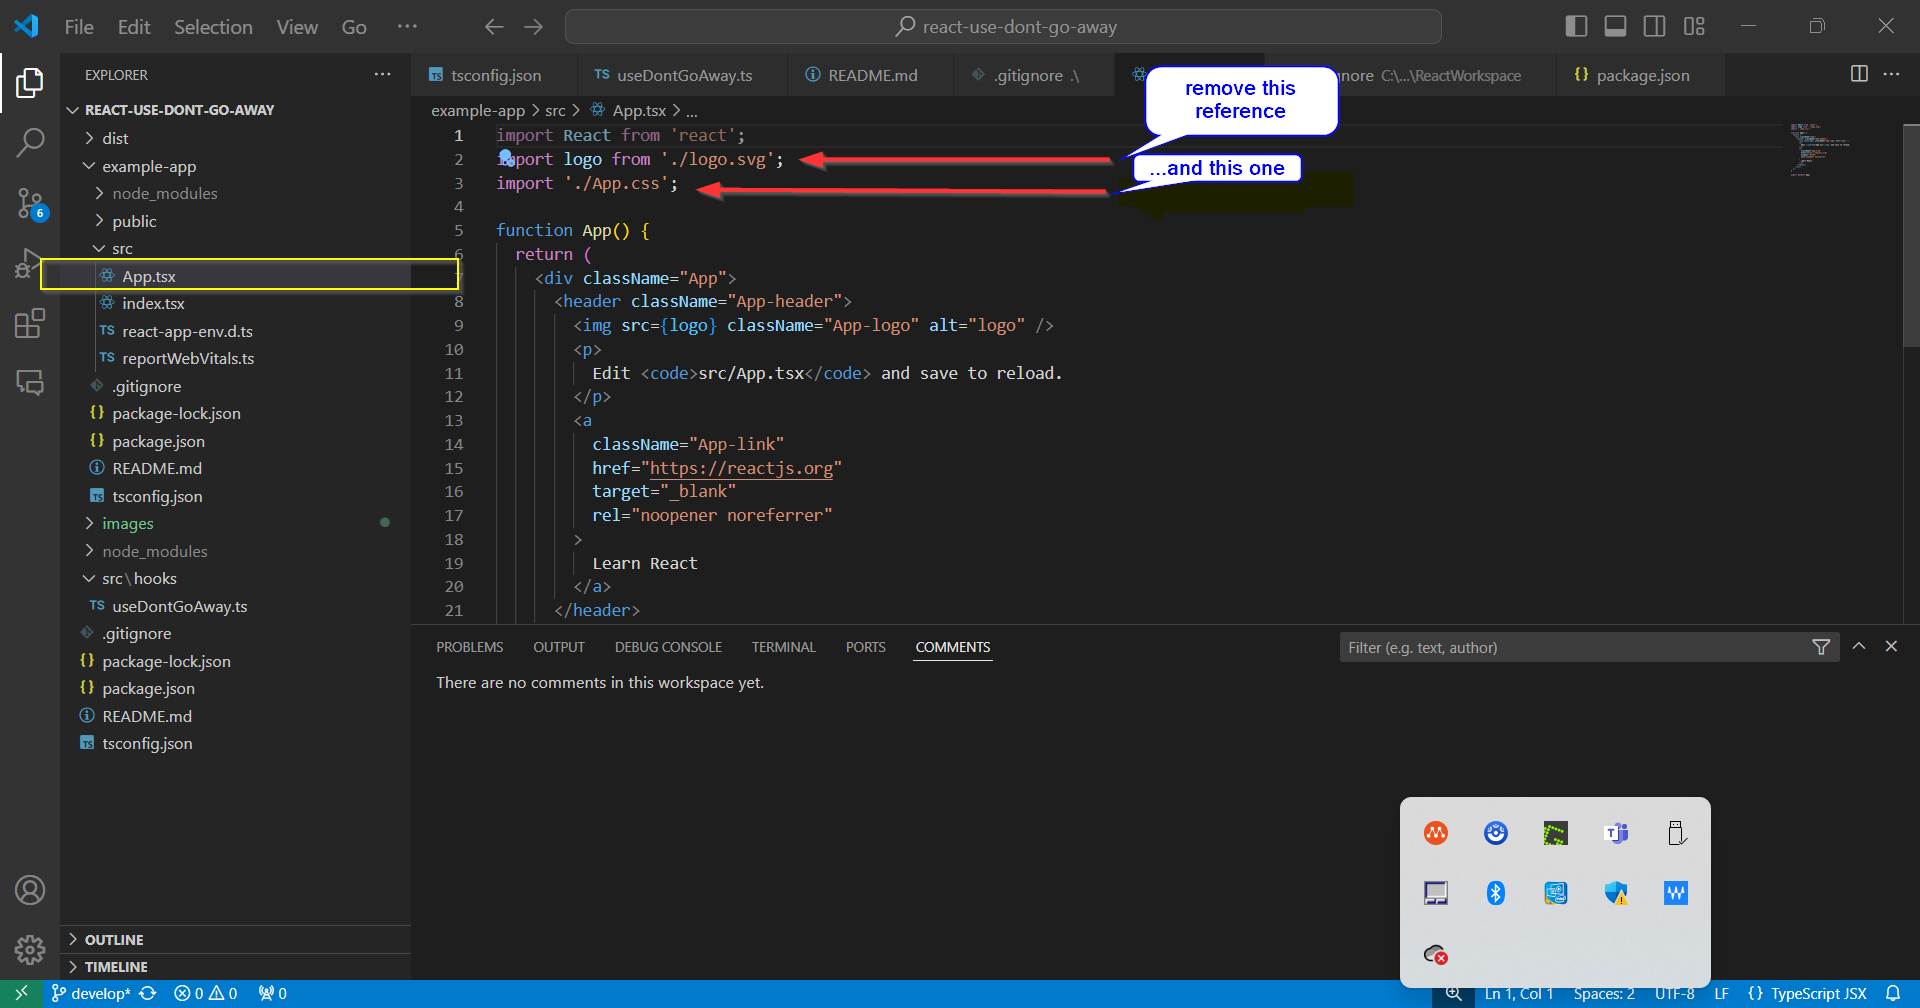 File Edit Selection View Go ···
react-use-dont-go-away
EXPLORER
REACT-USE-DONT-GO-AWAY
dist
example-app
node_modules
public
src
App.tsx
index.tsx
TS react-app-env.d.ts
TS reportWebVitals.ts
.gitignore
{} package-lock.json
{} package.json
README.md
TS tsconfig.json
images
node_modules
src\hooks
TS useDontGoAway.ts
.gitignore
{} package-lock.json
{} package.json
README.md
TS tsconfig.json
OUTLINE
TIMELINE
6
TS tsconfig.json
TS useDontGoAway.ts
README.md
.gitignore .\
nore C:\...\ReactWorkspace
{} package.json
example-app > src > App.tsx > ...
remove this
reference
...and this one
1 import React from 'react';
2 import logo from './logo.svg';
3 import './App.css';
4
5 function App() {
6 return (
7 <div className="App">
8 <header className="App-header">
9 <img src={logo} className="App-logo" alt="logo" />
10 <p>
11 Edit <code>src/App.tsx</code> and save to reload.
12 </p>
13 <a
14 className="App-link"
15 href="https://reactjs.org"
16 target="_blank"
17 rel="noopener noreferrer"
18 >
19 Learn React
20 </a>
21 </header>
PROBLEMS OUTPUT DEBUG CONSOLE TERMINAL PORTS COMMENTS
Filter (e.g. text, author)
There are no comments in this workspace yet.
develop* 0 0 0
Ln 1, Col 1 Spaces: 2 UTF-8 LF {} TypeScript JSX